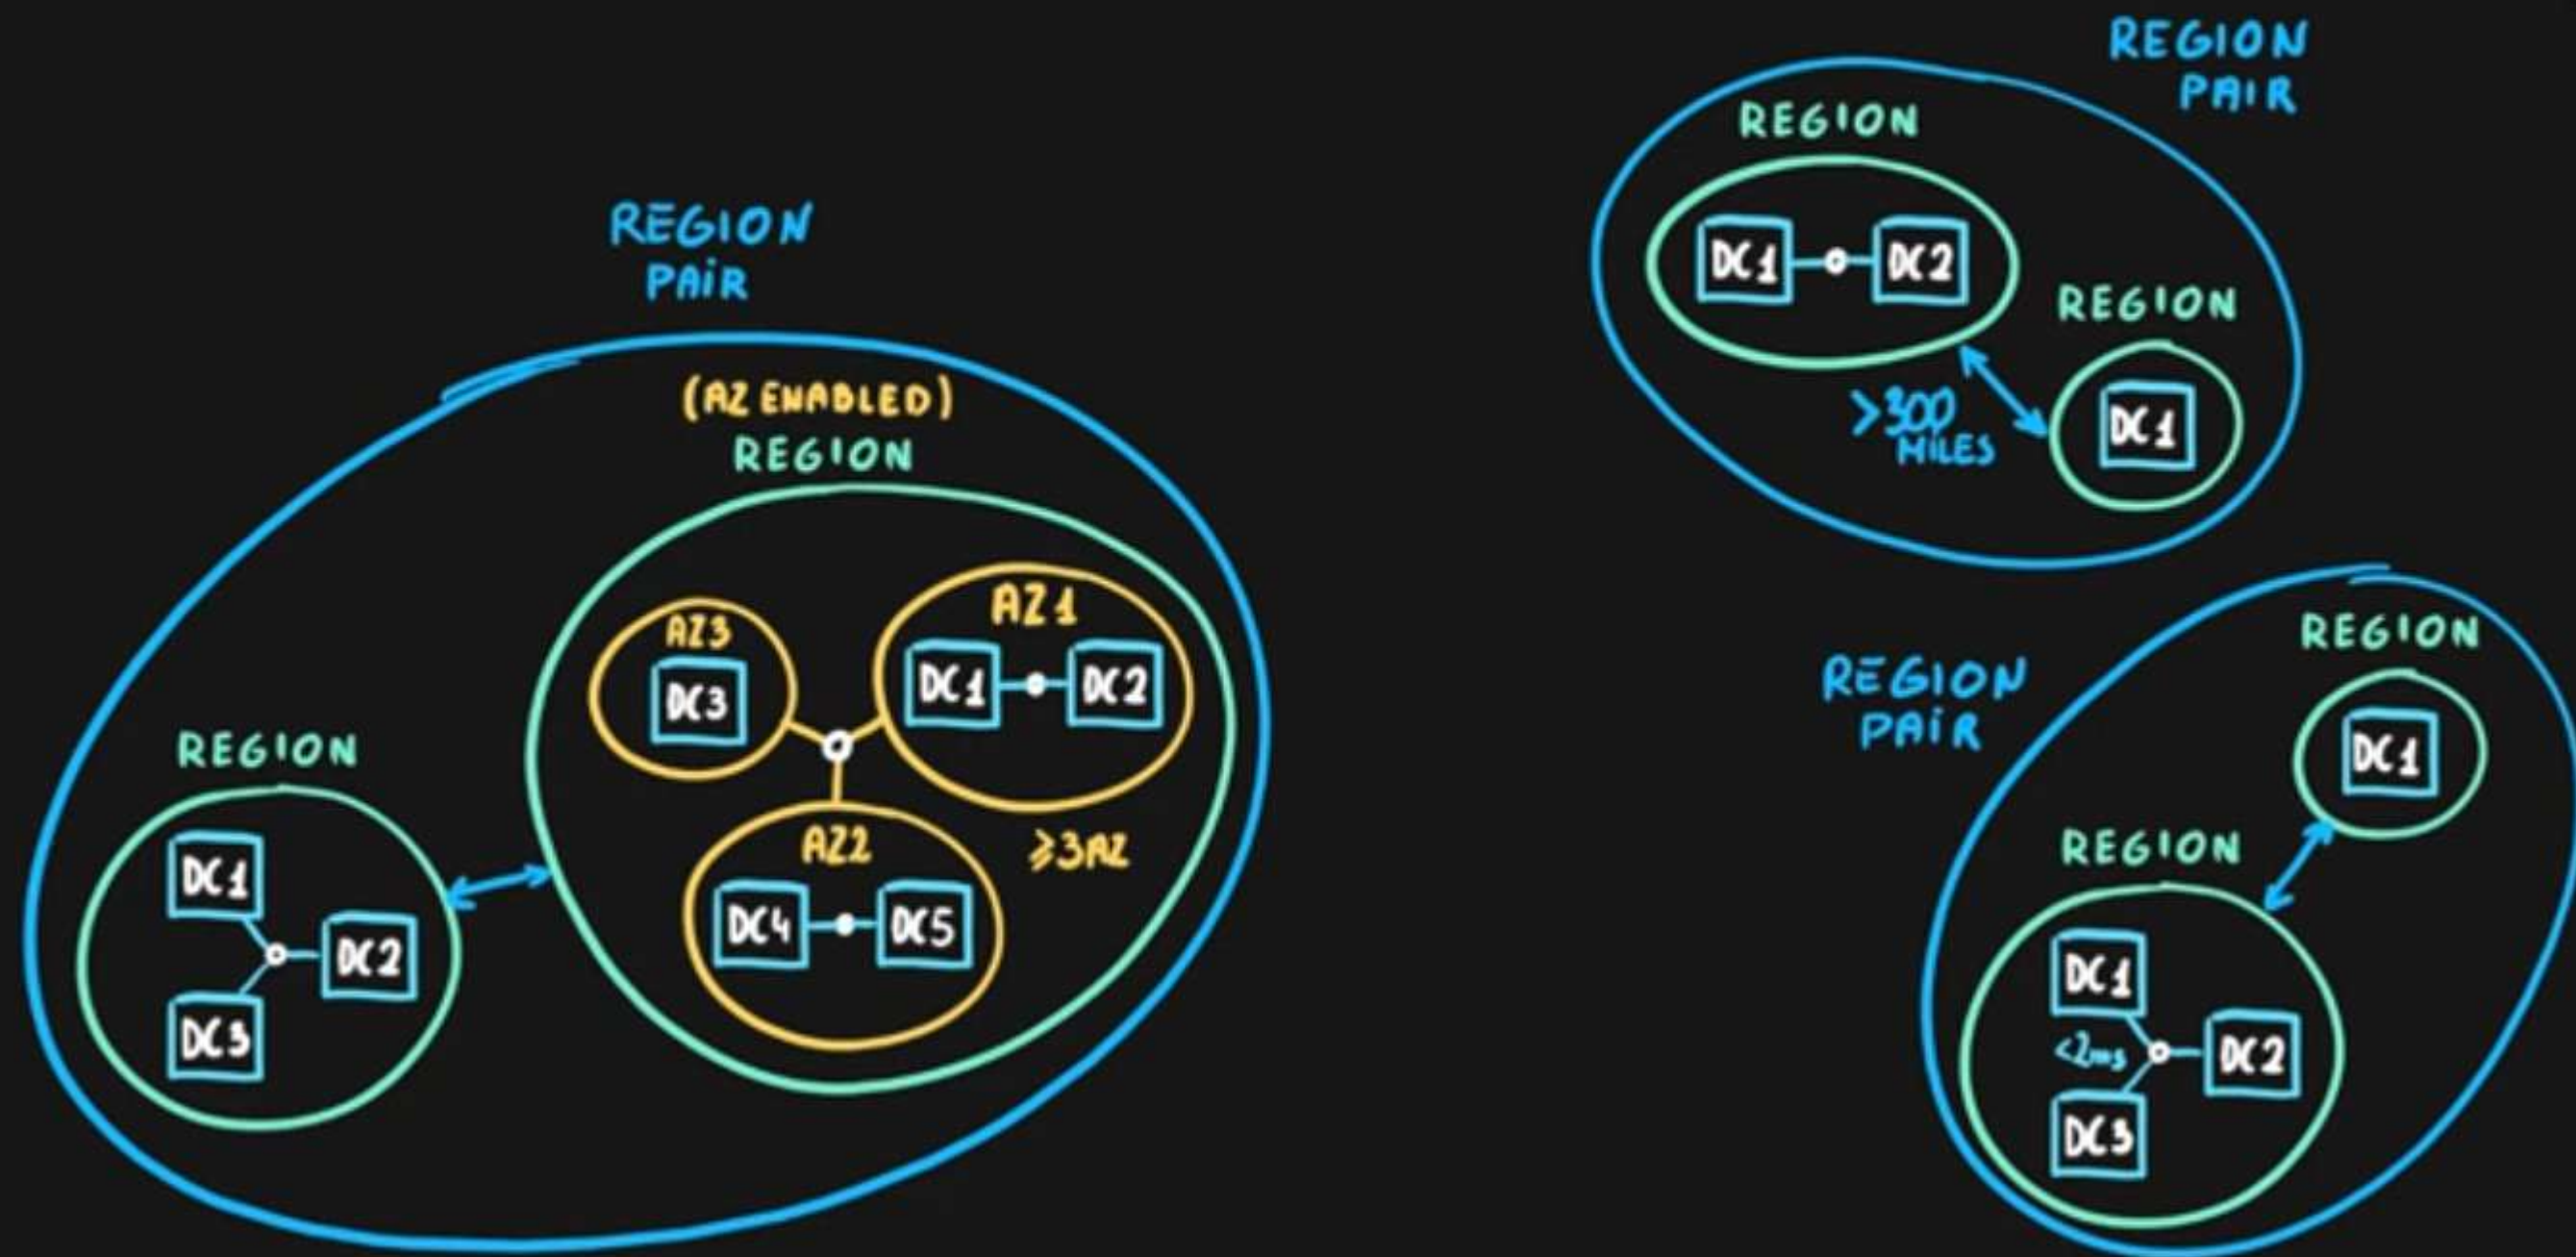 REGION
PAIR
(AZ ENABLED)
REGION
AZ3
DC3
AZ1
DC1
DC2
AZ2
DC4
DC5
≥3AZ
REGION
DC1
DC2
DC3
REGION
PAIR
REGION
DC1
DC2
>300
MILES
REGION
DC1
REGION
PAIR
REGION
DC1
REGION
DC1
<2ms
DC2
DC3